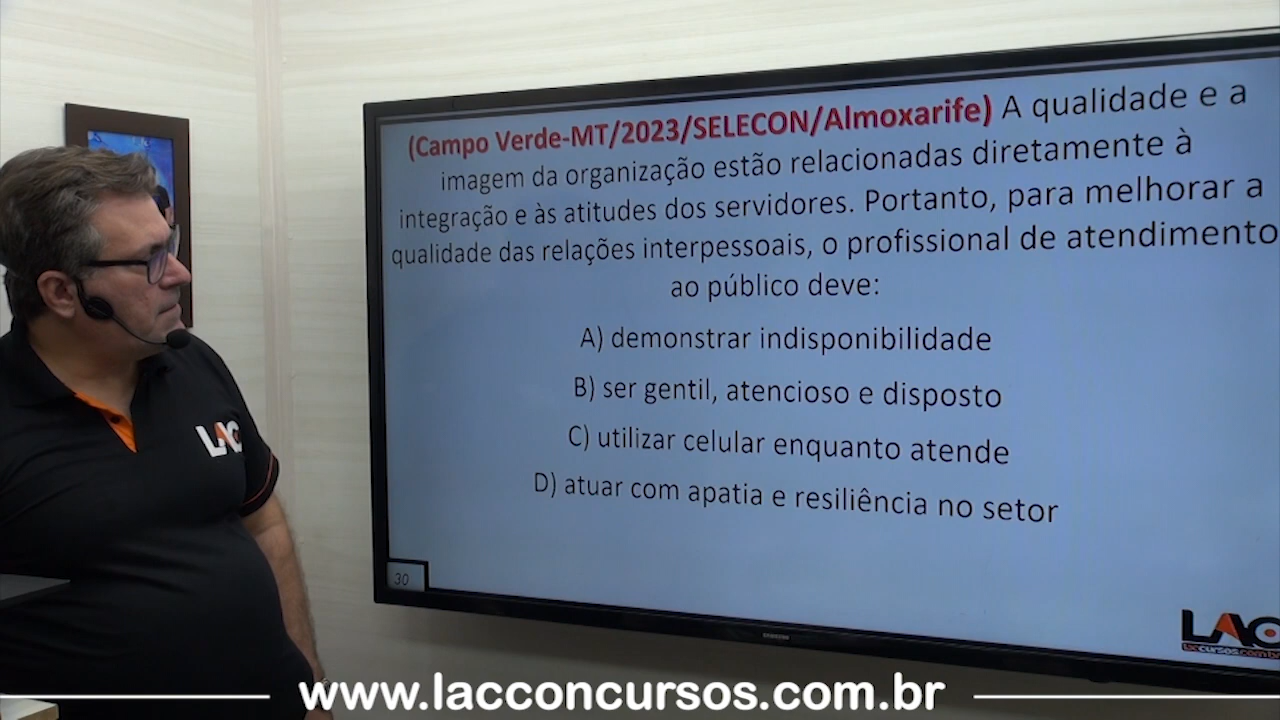 (Campo Verde-MT/2023/SELECON/Almoxarife) A qualidade e a
imagem da organização estão relacionadas diretamente à
integração e às atitudes dos servidores. Portanto, para melhorar a
qualidade das relações interpessoais, o profissional de atendimento
ao público deve:
A) demonstrar indisponibilidade
B) ser gentil, atencioso e disposto
C) utilizar celular enquanto atende
D) atuar com apatia e resiliência no setor
30
LAC
LAC
SAMSUNG
www.lacconcursos.com.br